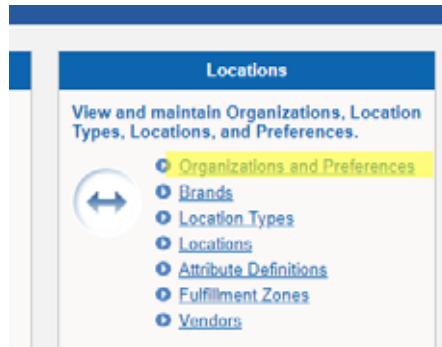 Locations
View and maintain Organizations, Location
Types, Locations, and Preferences.
Organizations and Preferences
Brands
Location Types
Locations
Attribute Definitions
Fulfillment Zones
Vendors